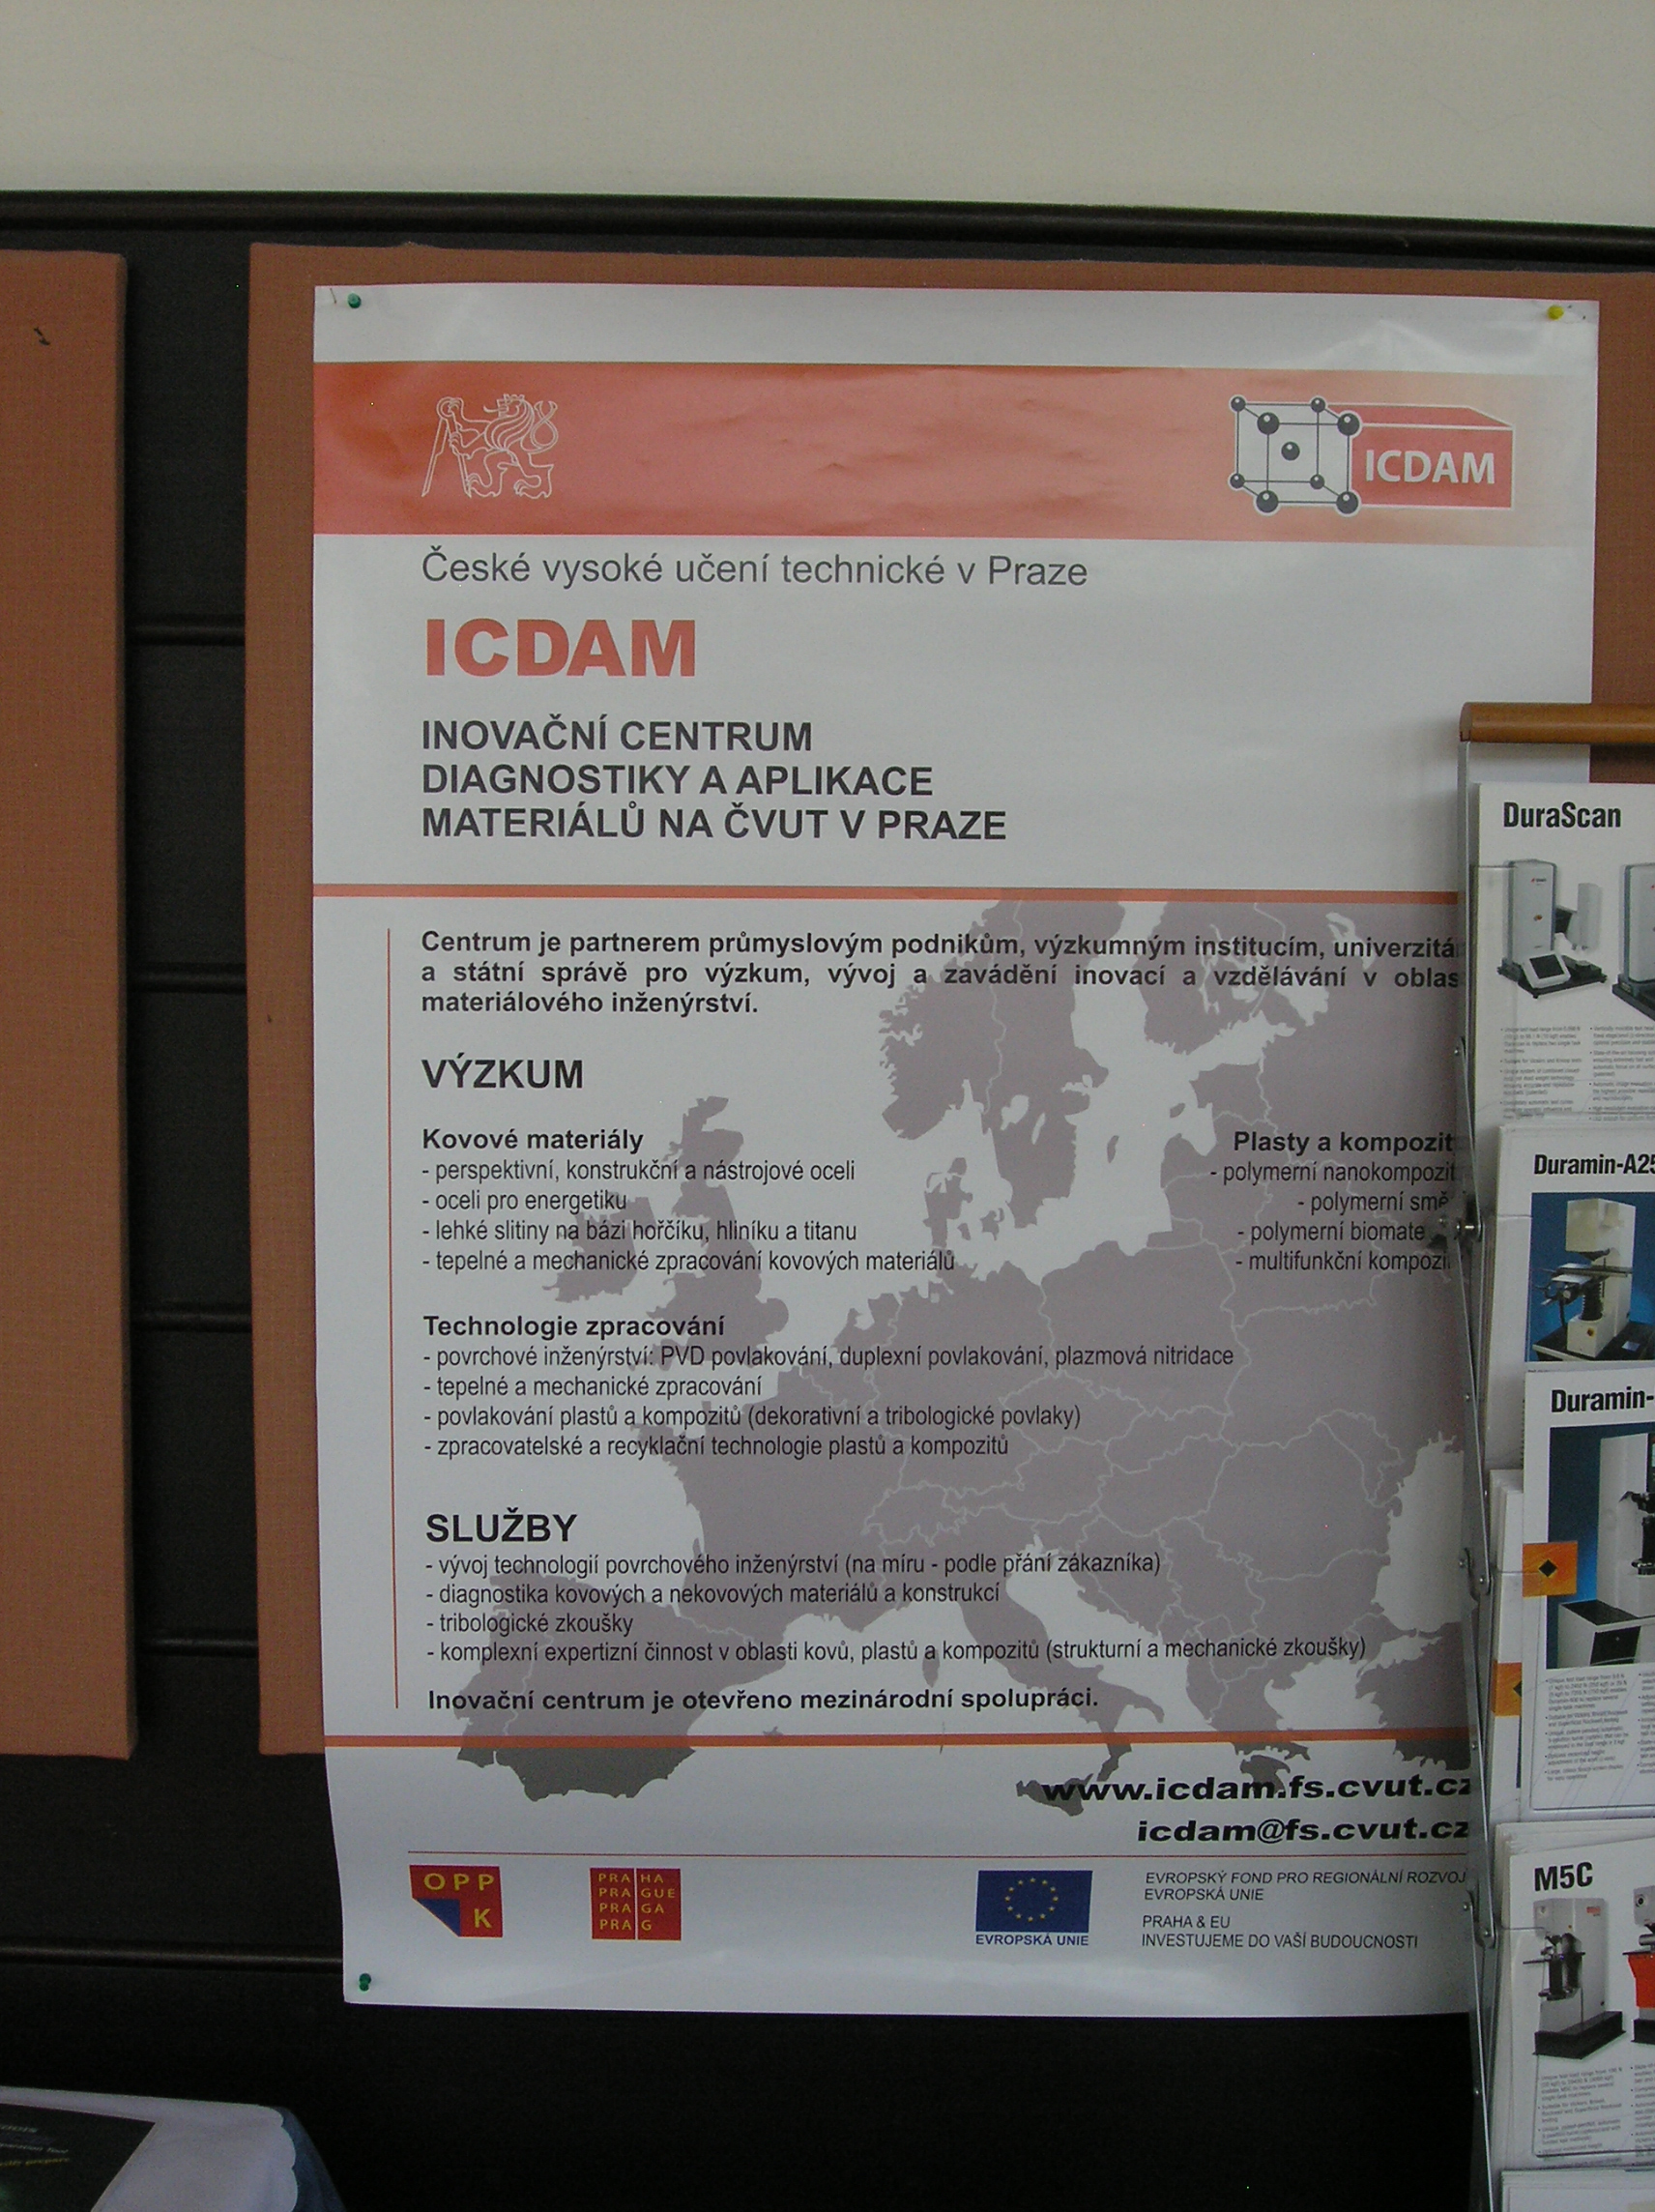 ICDAM
České vysoké učení technické v Praze
ICDAM
INOVAČNÍ CENTRUM
DIAGNOSTIKY A APLIKACE
MATERIÁLŮ NA ČVUT V PRAZE
Centrum je partnerem průmyslovým podnikům, výzkumným institucím,
a státní správě pro výzkum, vývoj a zavádění inovací a vzdělávání v
materiálového inženýrství.
VÝZKUM
Kovové materiály
- perspektivní, konstrukční a nástrojové oceli
- oceli pro energetiku
- lehké slitiny na bázi hořčíku, hliníku a titanu
- tepelné a mechanické zpracování kovových materiálů
Plasty a
- polymerní
- polymerní
- polymerní
- multifunkční
Technologie zpracování
- povrchové inženýrství: PVD povlakování, duplexní povlakování, plazmová nitridace
- tepelné a mechanické zpracování
- povlakování plastů a kompozitů (dekorativní a tribologické povlaky)
- zpracovatelské a recyklační technologie plastů a kompozitů
SLUŽBY
- vývoj technologií povrchového inženýrství (na míru - podle přání zákazníka)
- diagnostika kovových a nekovových materiálů a konstrukcí
- tribologické zkoušky
- komplexní expertizní činnost v oblasti kovů, plastů a kompozitů (strukturní a mechanické zkoušky)
Inovační centrum je otevřeno mezinárodní spolupráci.
www.icdam.fs.cvut.cz
icdam@fs.cvut.cz
OPP
K
PRAHA
PRAGUE
PRAGA
PRAG
EVROPSKÁ UNIE
EVROPSKÝ FOND PRO REGIONÁLNÍ ROZVOJ
EVROPSKÁ UNIE
PRAHA & EU
INVESTUJEME DO VAŠÍ BUDOUCNOSTI
DuraScan
Duramin-A25
Duramin-
M5C